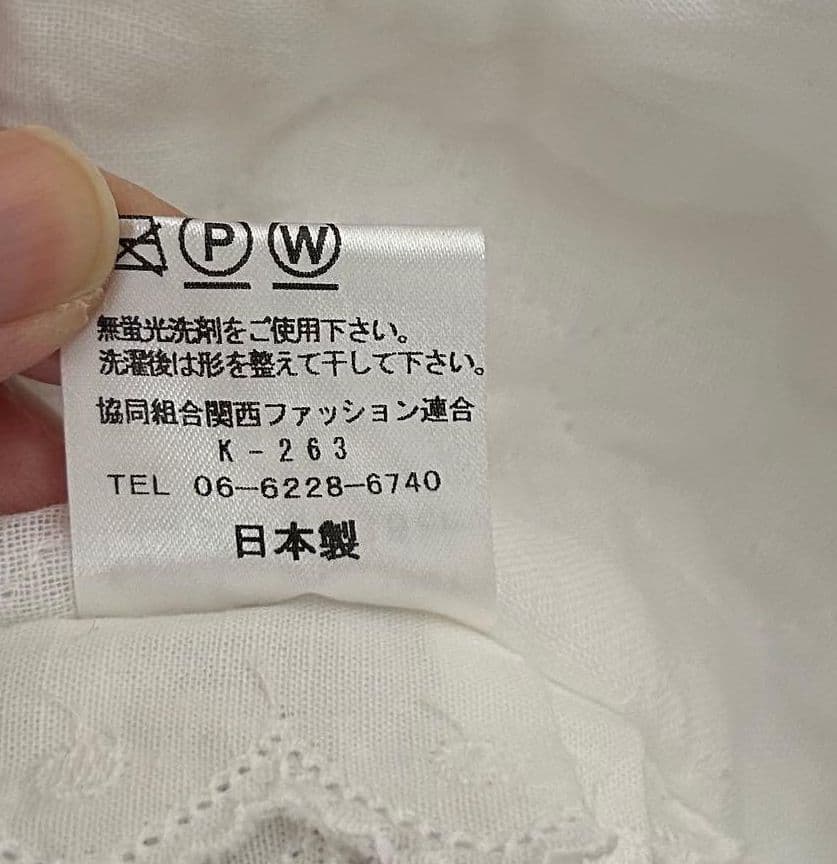 P W
無蛍光洗剤をご使用下さい。
洗濯後は形を整えて干して下さい。
協同組合関西ファッション連合
K-263
TEL 06-6228-6740
日本製